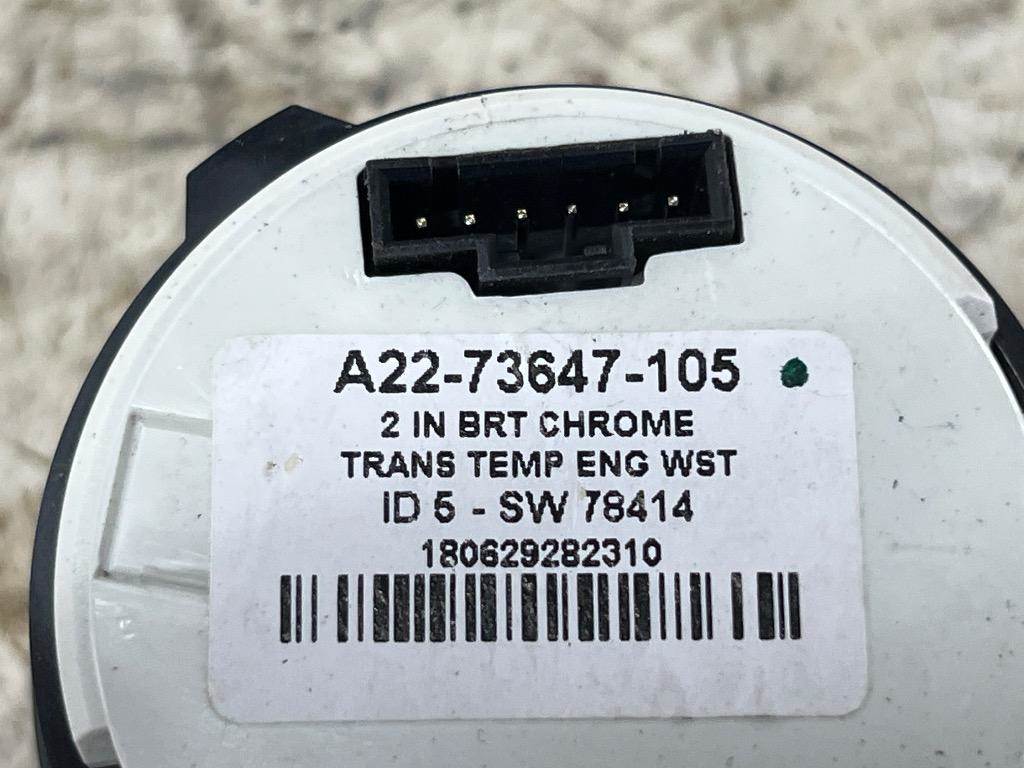 A22-73647-105
2 IN BRT CHROME
TRANS TEMP ENG WST
ID 5 - SW 78414
180629282310